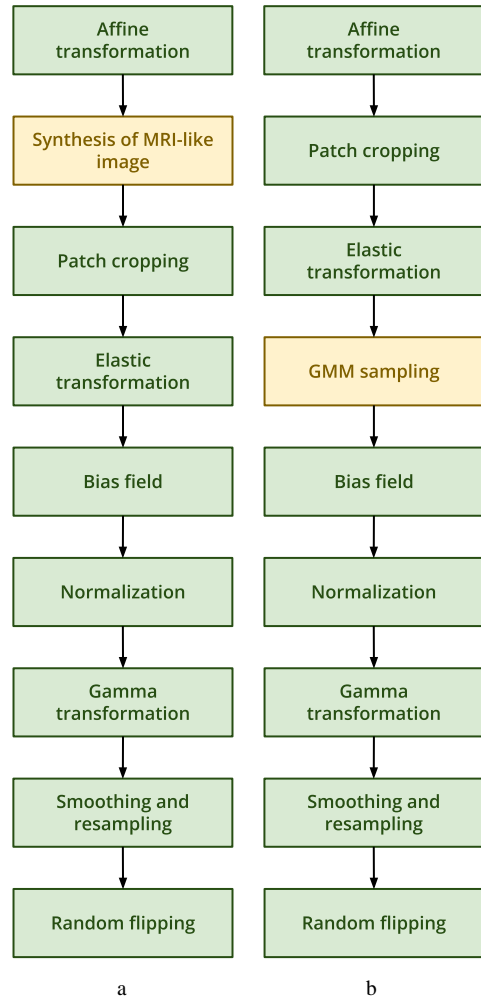 Affine
transformation
Synthesis of MRI-like
image
Patch cropping
Elastic
transformation
Bias field
Normalization
Gamma
transformation
Smoothing and
resampling
Random flipping
a
Affine
transformation
Patch cropping
Elastic
transformation
GMM sampling
Bias field
Normalization
Gamma
transformation
Smoothing and
resampling
Random flipping
b